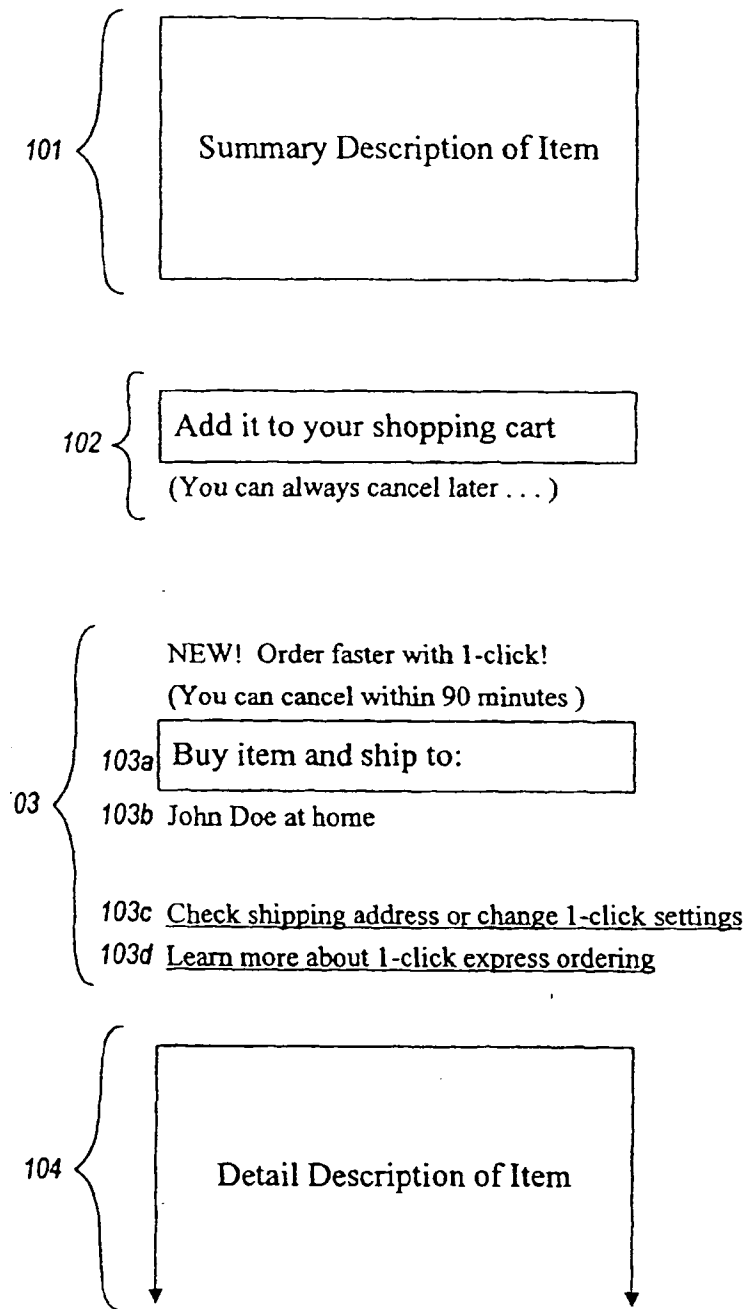 101 Summary Description of Item
102 Add it to your shopping cart
(You can always cancel later . . . )
NEW! Order faster with 1-click!
(You can cancel within 90 minutes )
103a Buy item and ship to:
03
103b John Doe at home
103c Check shipping address or change 1-click settings
103d Learn more about 1-click express ordering
104 Detail Description of Item